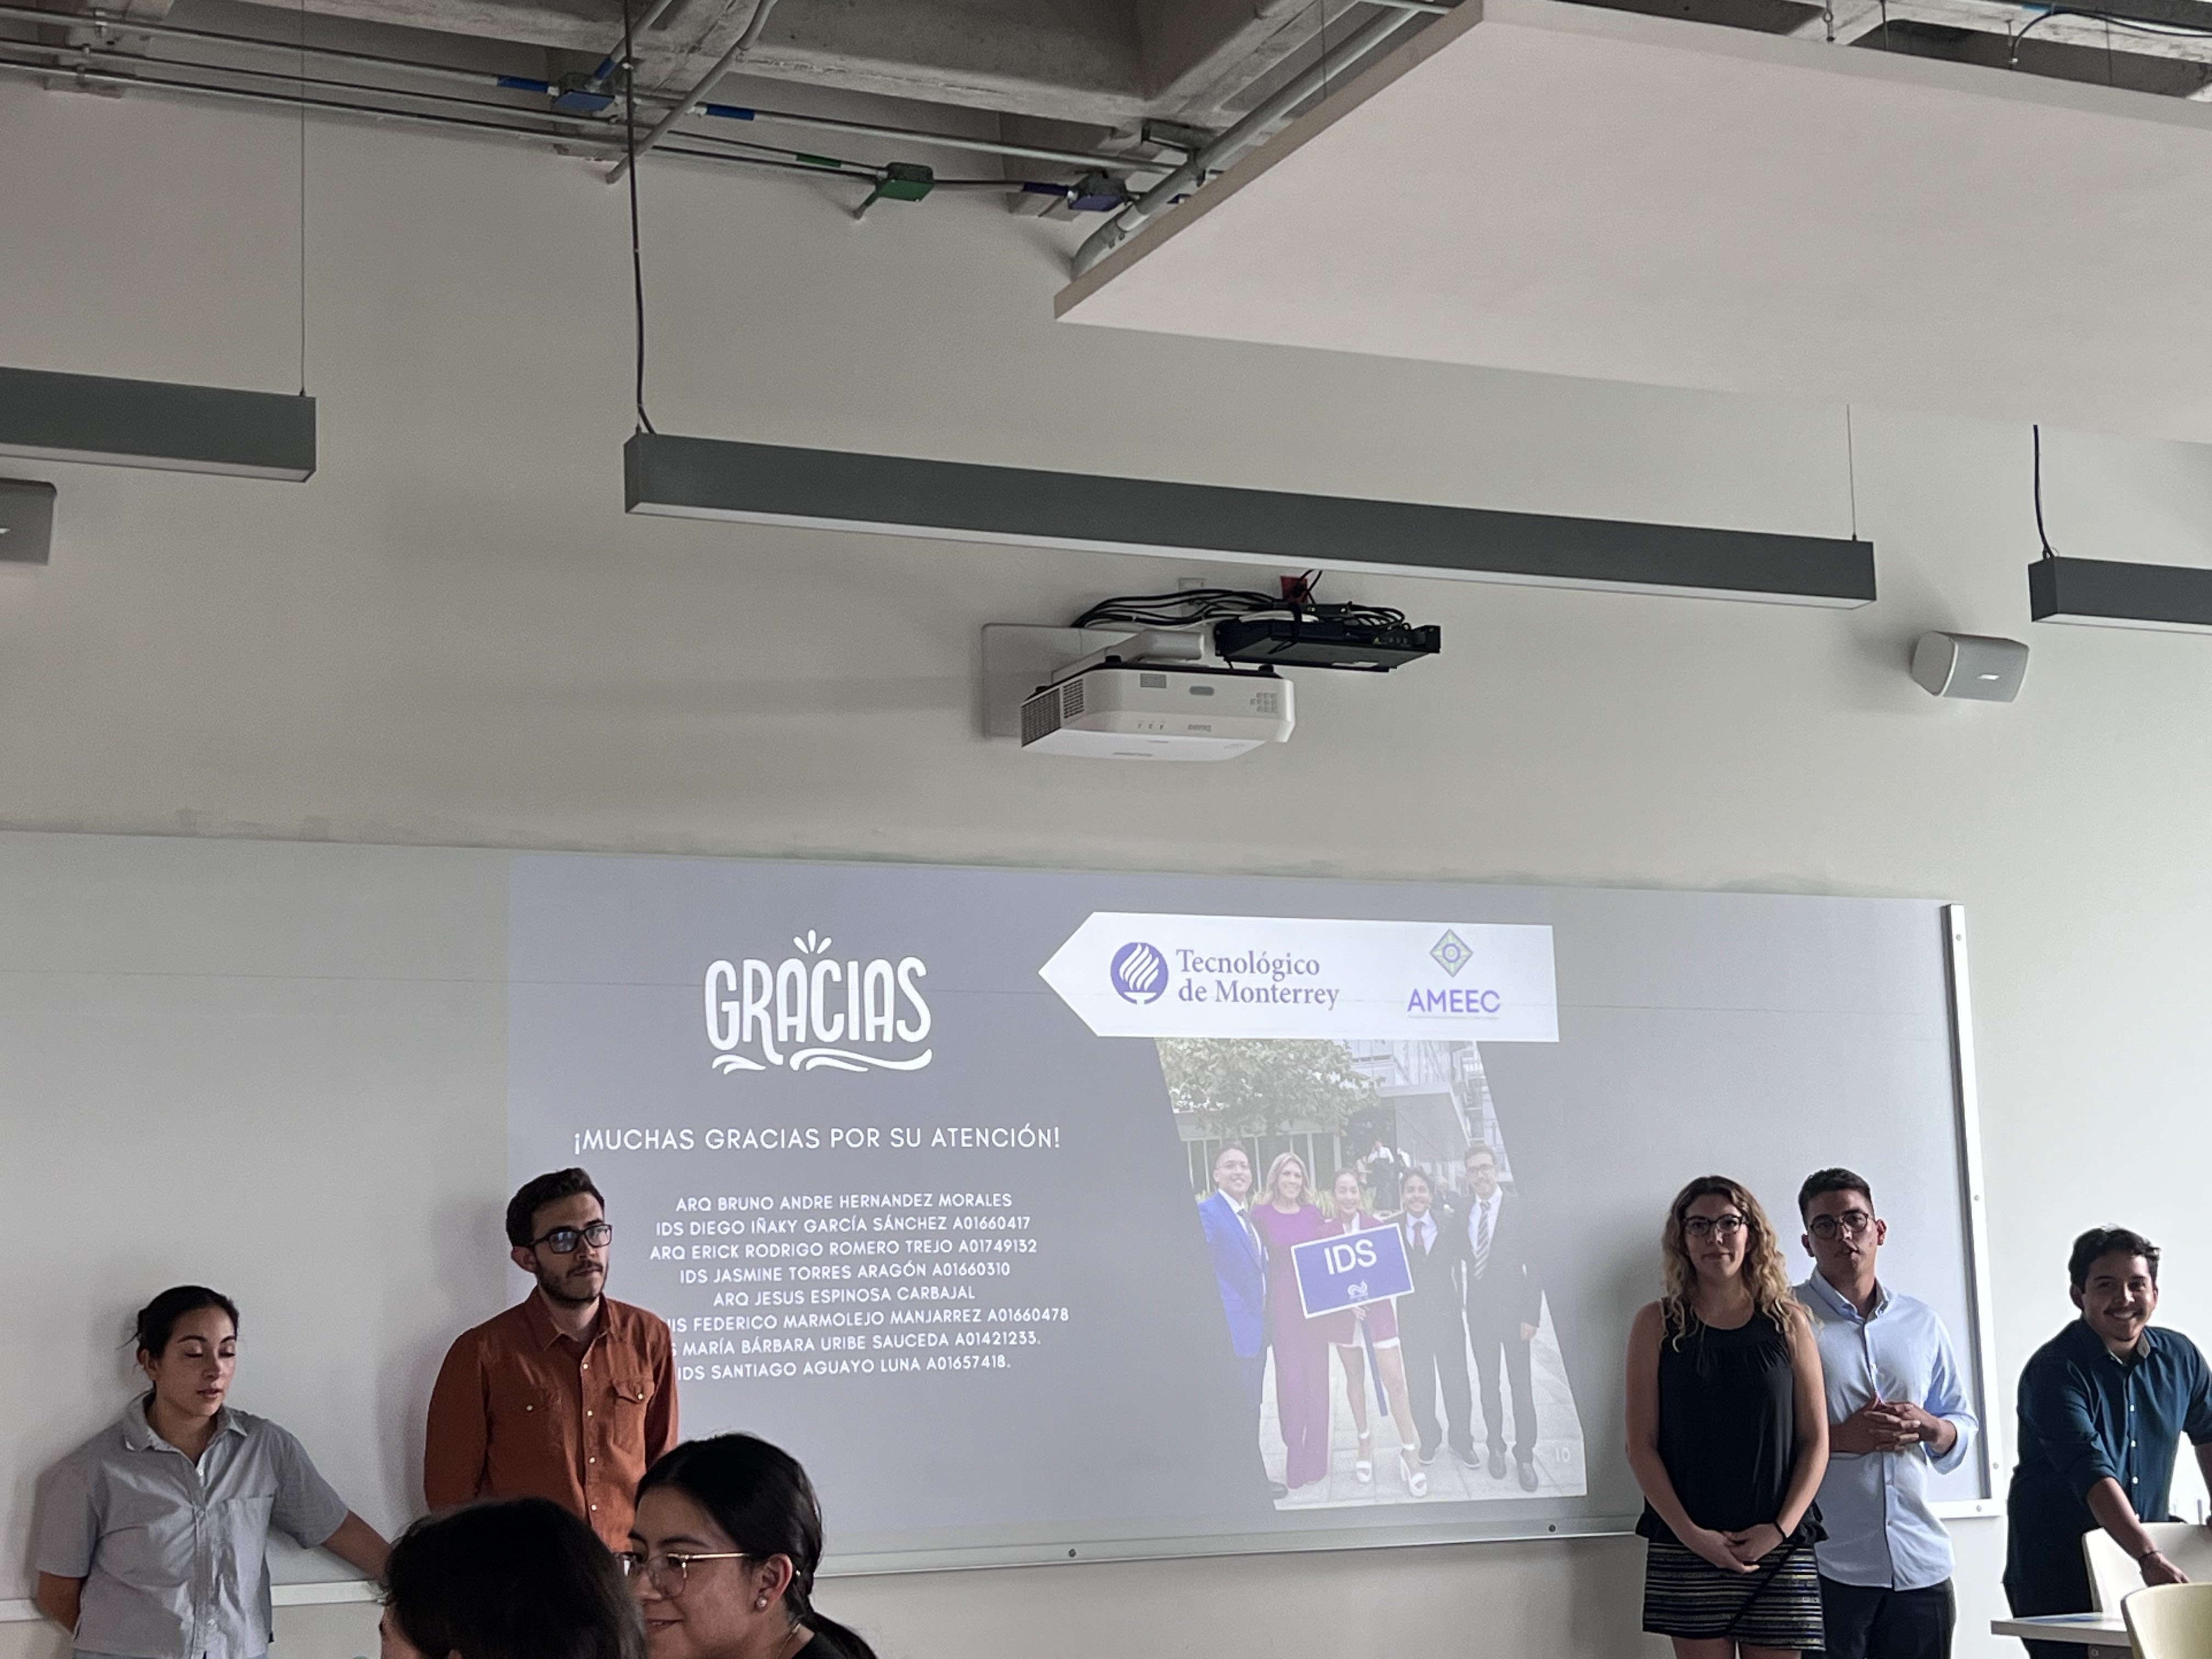 GRACIAS
Tecnológico
de Monterrey
AMEEC
¡MUCHAS GRACIAS POR SU ATENCIÓN!
ARQ BRUNO ANDRE HERNANDEZ MORALES
IDS DIEGO IÑAKY GARCÍA SÁNCHEZ A01660417
ARQ ERICK RODRIGO ROMERO TREJO A01749132
IDS JASMINE TORRES ARAGÓN A01660310
ARQ JESUS ESPINOSA CARBAJAL
FEDERICO MARMOLEJO MANJARREZ A01660478
MARÍA BÁRBARA URIBE SAUCEDA A01421233.
IDS SANTIAGO AGUAYO LUNA A01657418.
IDS
10
BenQ